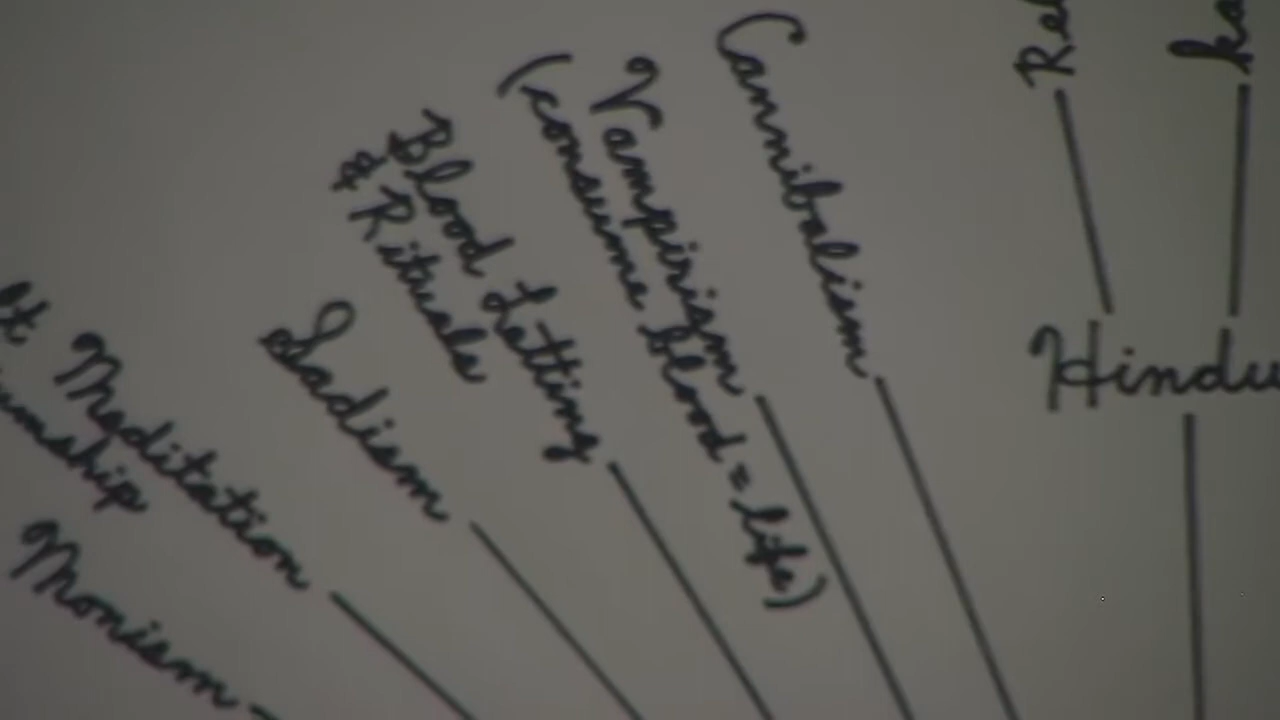 Cannibalism
Vampirism
(consume blood = life)
Blood Letting
& Rituals
Sadism
Meditation
Monism
Hindu